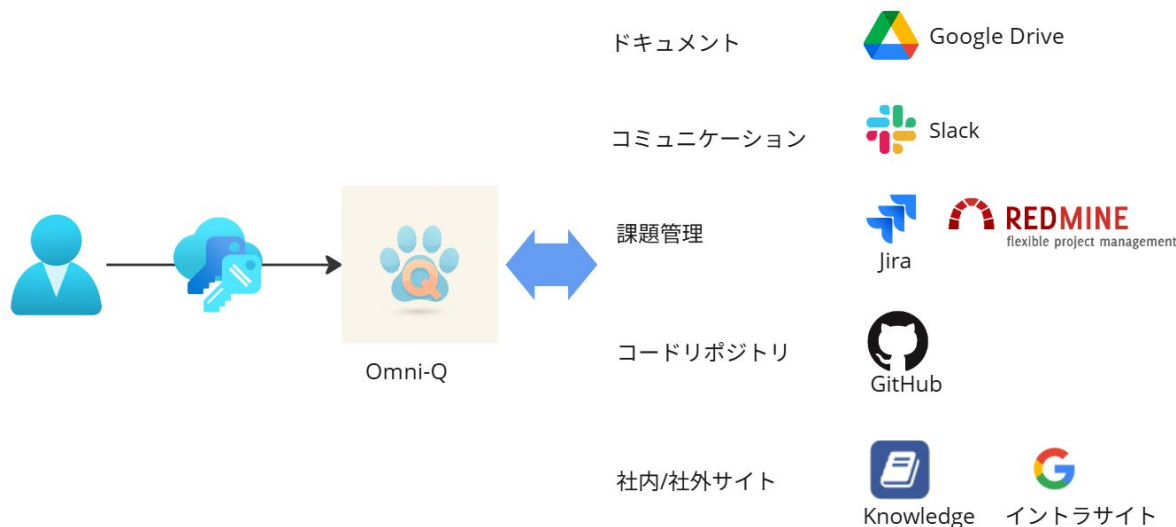 ドキュメント
Google Drive
コミュニケーション
Slack
課題管理
Jira
REDMINE
flexible project management
Q
Omni-Q
コードリポジトリ
GitHub
社内/社外サイト
Knowledge
イントラサイト